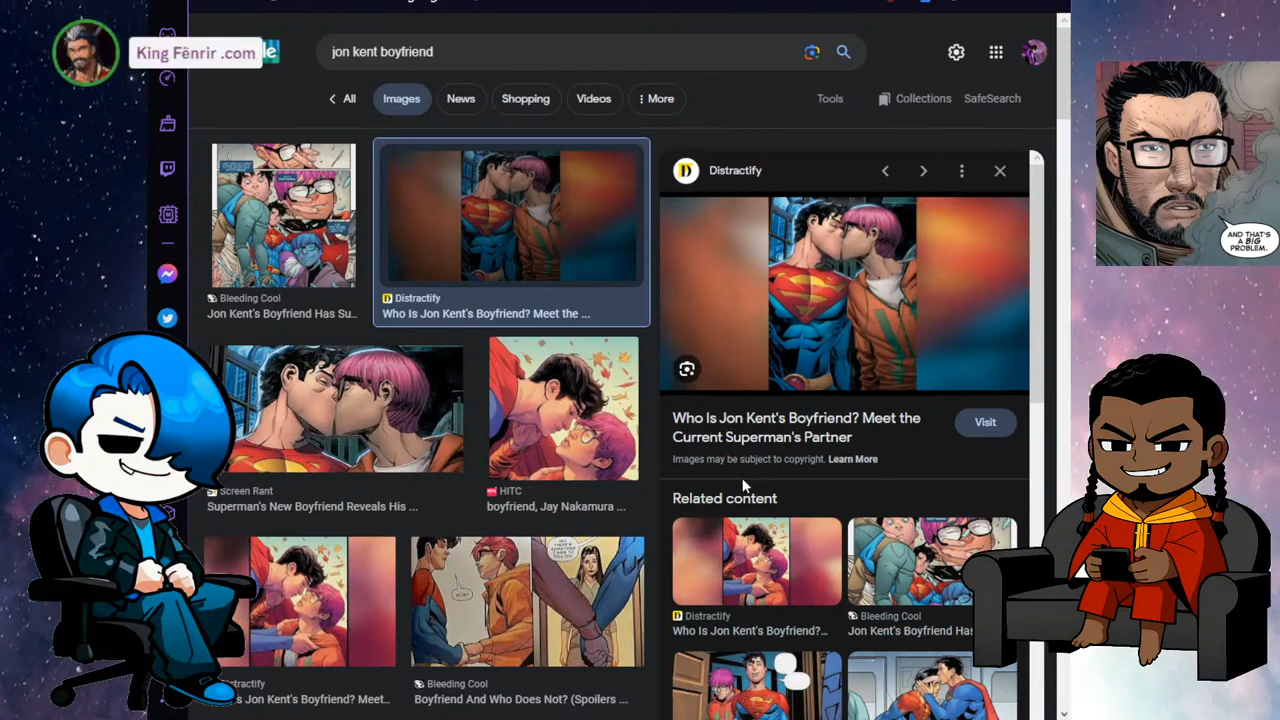 King Fenrir .com
le
jon kent boyfriend
All
Images
News
Shopping
Videos
More
Tools
Collections
SafeSearch
Distractify
AND THAT'S
A BIG
PROBLEM.
Bleeding Cool
Jon Kent's Boyfriend Has Su...
Distractify
Who Is Jon Kent's Boyfriend? Meet the ...
Who Is Jon Kent's Boyfriend? Meet the
Current Superman's Partner
Visit
Images may be subject to copyright. Learn More
Screen Rant
Superman's New Boyfriend Reveals His ...
HITC
boyfriend, Jay Nakamura ...
Related content
Distractify
Who Is Jon Kent's Boyfriend?...
Bleeding Cool
Jon Kent's Boyfriend Has
tractify
s Jon Kent's Boyfriend? Meet...
Bleeding Cool
Boyfriend And Who Does Not? (Spoilers ...